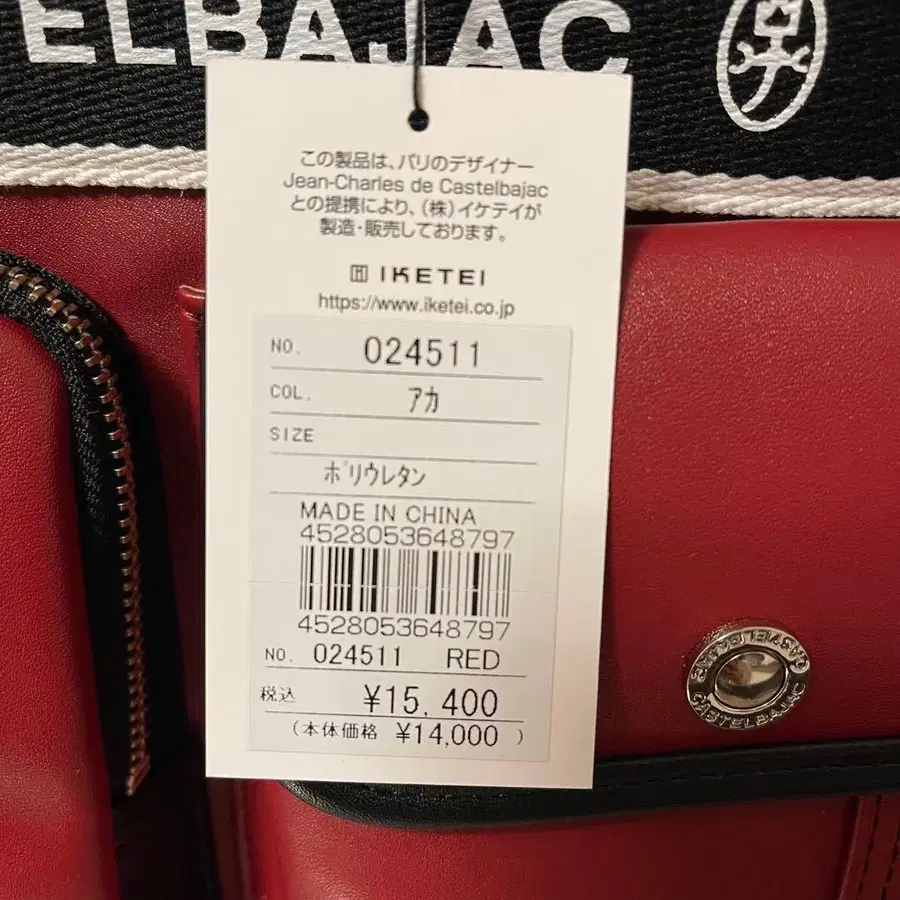 ELBAJAC
この製品は、パリのデザイナー
Jean-Charles de Castelbajac
との提携により、(株)イケテイが
製造・販売しております。
IKETEI
https://www.iketei.co.jp
NO. 024511
COL. アカ
SIZE
ポリウレタン
MADE IN CHINA
4528053648797
4528053648797
NO. 024511 RED
税込 ¥15,400
(本体価格 ¥14,000 )
CASTELBAJAC